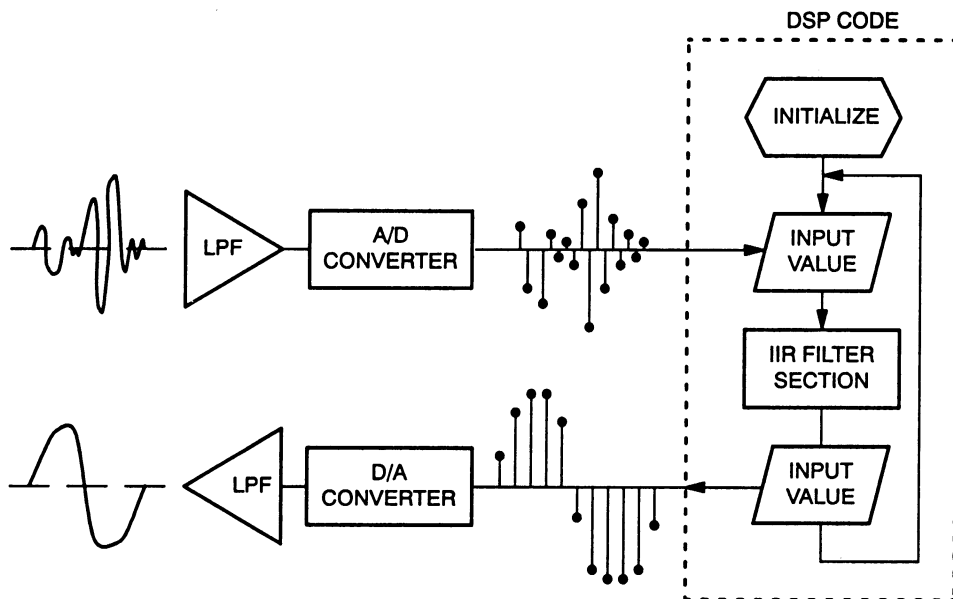 DSP CODE
INITIALIZE
LPF
A/D
CONVERTER
INPUT
VALUE
IIR FILTER
SECTION
LPF
D/A
CONVERTER
INPUT
VALUE